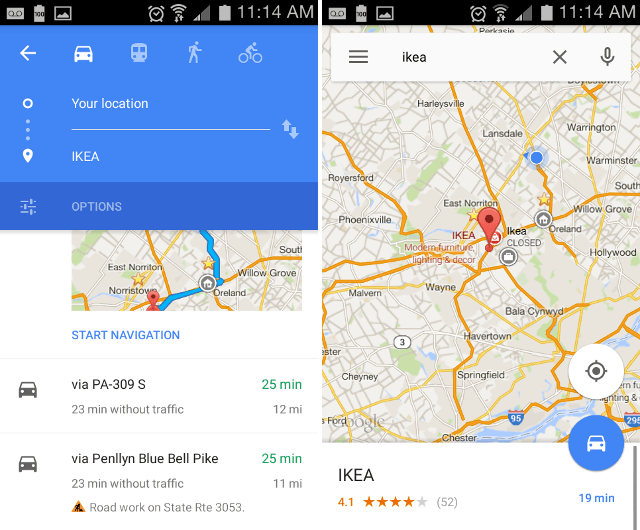 100
11:14 AM
Your location
IKEA
OPTIONS
East Norriton
Norristown
Oreland
Willow Grove
South
START NAVIGATION
via PA-309 S
25 min
23 min without traffic
12 mi
via Penllyn Blue Bell Pike
25 min
23 min without traffic
11 mi
Road work on State Rte 3053.
100
11:14 AM
Perkasie
ikea
Harleysville
Lansdale
Warrington
Royersford
Warminster
East Norriton
Willow Grove
Phoenixville
IKEA
Ikea
CLOSED
Oreland
Modern furniture,
lighting & decor
Hollywood
Malvern
Wayne
Bala Cynwyd
3
Havertown
Cheyney
Springfield
Google
95
Chester
295
IKEA
4.1
(52)
19 min